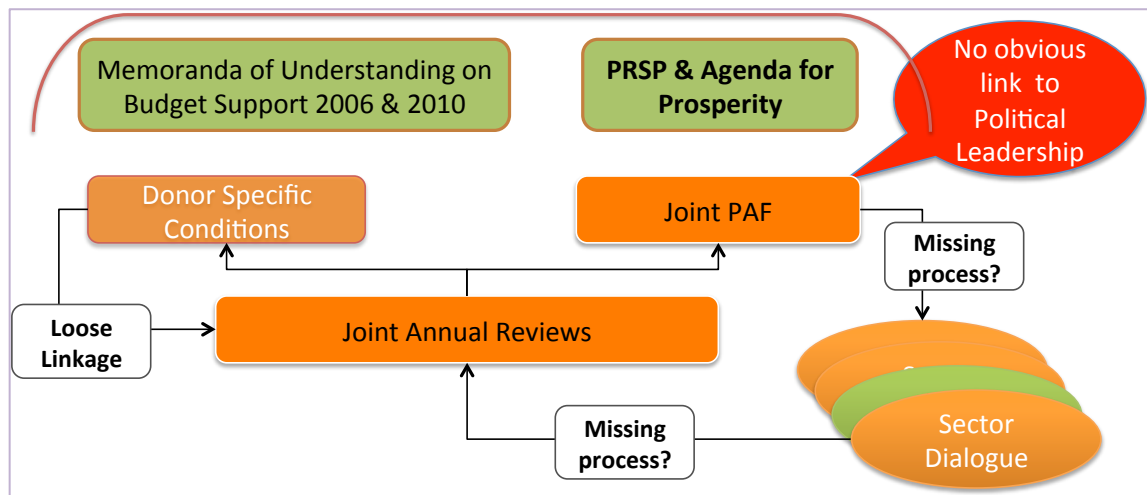 Memoranda of Understanding on
Budget Support 2006 & 2010
PRSP & Agenda for
Prosperity
No obvious
link to
Political
Leadership
Donor Specific
Conditions
Joint PAF
Missing
process?
Loose
Linkage
Joint Annual Reviews
Missing
process?
Sector
Dialogue